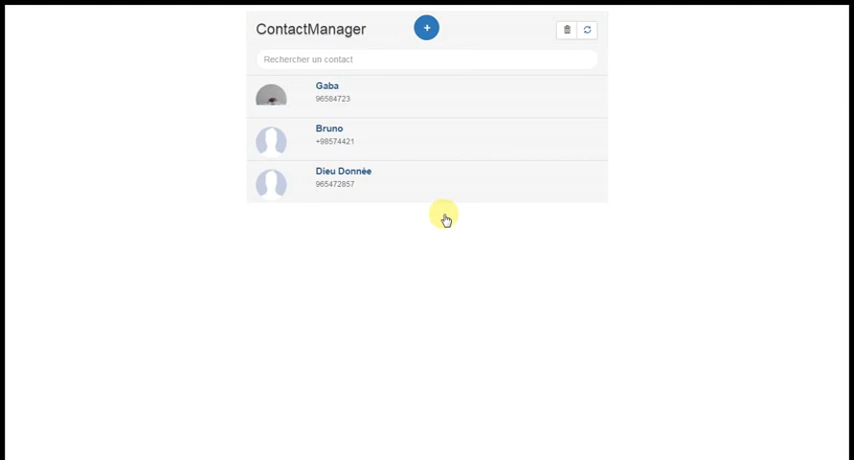 ContactManager
+
Rechercher un contact
Gaba
96584723
Bruno
+98574421
Dieu Donnée
965472857